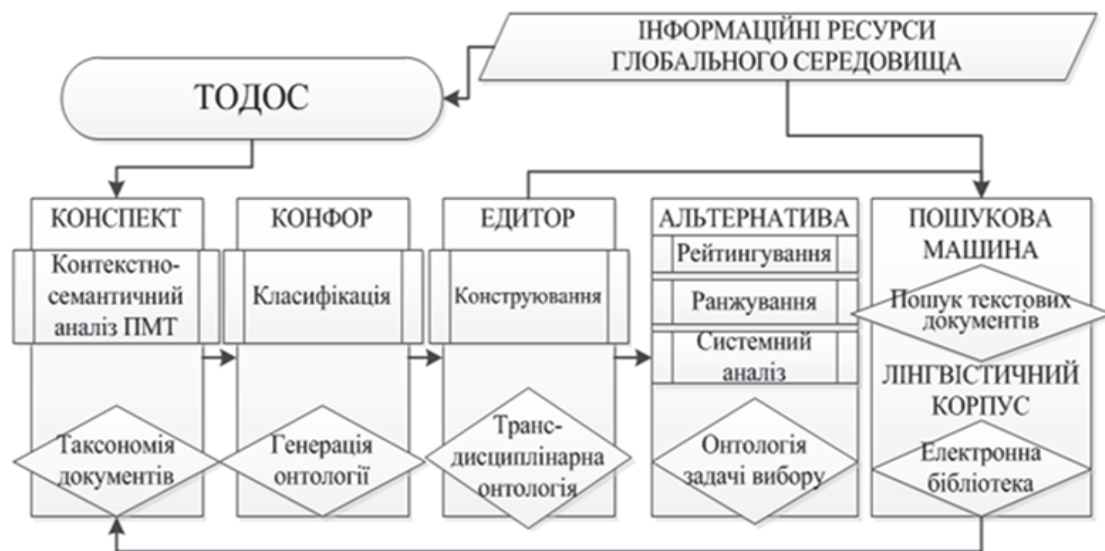 ІНФОРМАЦІЙНІ РЕСУРСИ
ГЛОБАЛЬНОГО СЕРЕДОВИЩА
ТОДОС
КОНСПЕКТ
Контекстно-
семантичний
аналіз ПМТ
Таксономія
документів
КОНФОР
Класифікація
Генерація
онтології
ЕДИТОР
Конструювання
Транс-
дисциплінарна
онтологія
АЛЬТЕРНАТИВА
Рейтингування
Ранжування
Системний
аналіз
Онтологія
задачі вибору
ПОШУКОВА
МАШИНА
Пошук текстових
документів
ЛІНГВІСТИЧНИЙ
КОРПУС
Електронна
бібліотека